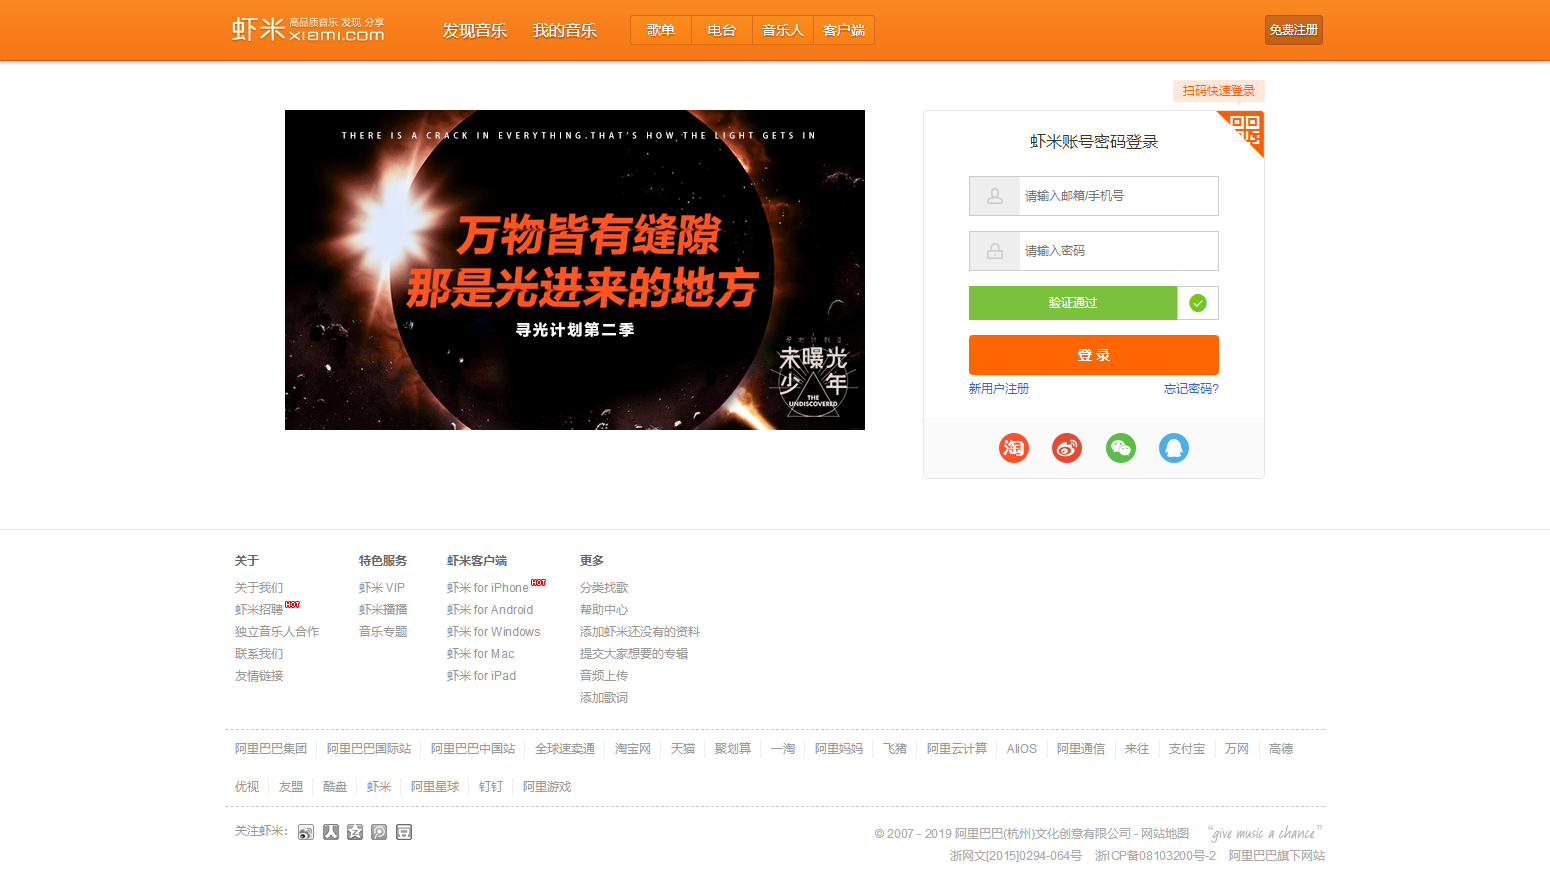 虾米 高品质音乐 发现 分享
xiami.com
发现音乐 我的音乐 歌单 电台 音乐人 客户端 免费注册
扫码快速登录
THERE IS A CRACK IN EVERYTHING.THAT'S HOW THE LIGHT GETS IN
万物皆有缝隙
那是光进来的地方
寻光计划第二季
寻光计划II
未曝光
少年
THE
UNDISCOVERED
虾米账号密码登录
请输入邮箱/手机号
请输入密码
验证通过
登 录
新用户注册 忘记密码?
淘
关于
关于我们
虾米招聘 HOT
独立音乐人合作
联系我们
友情链接
特色服务
虾米 VIP
虾米播播
音乐专题
虾米客户端
虾米 for iPhone HOT
虾米 for Android
虾米 for Windows
虾米 for Mac
虾米 for iPad
更多
分类找歌
帮助中心
添加虾米还没有的资料
提交大家想要的专辑
音频上传
添加歌词
阿里巴巴集团 阿里巴巴国际站 阿里巴巴中国站 全球速卖通 淘宝网 天猫 聚划算 一淘 阿里妈妈 飞猪 阿里云计算 AliOS 阿里通信 来往 支付宝 万网 高德
优视 友盟 酷盘 虾米 阿里星球 钉钉 阿里游戏
关注虾米： 人 豆
© 2007 - 2019 阿里巴巴(杭州)文化创意有限公司 - 网站地图 “give music a chance”
浙网文[2015]0294-064号 浙ICP备08103200号-2 阿里巴巴旗下网站